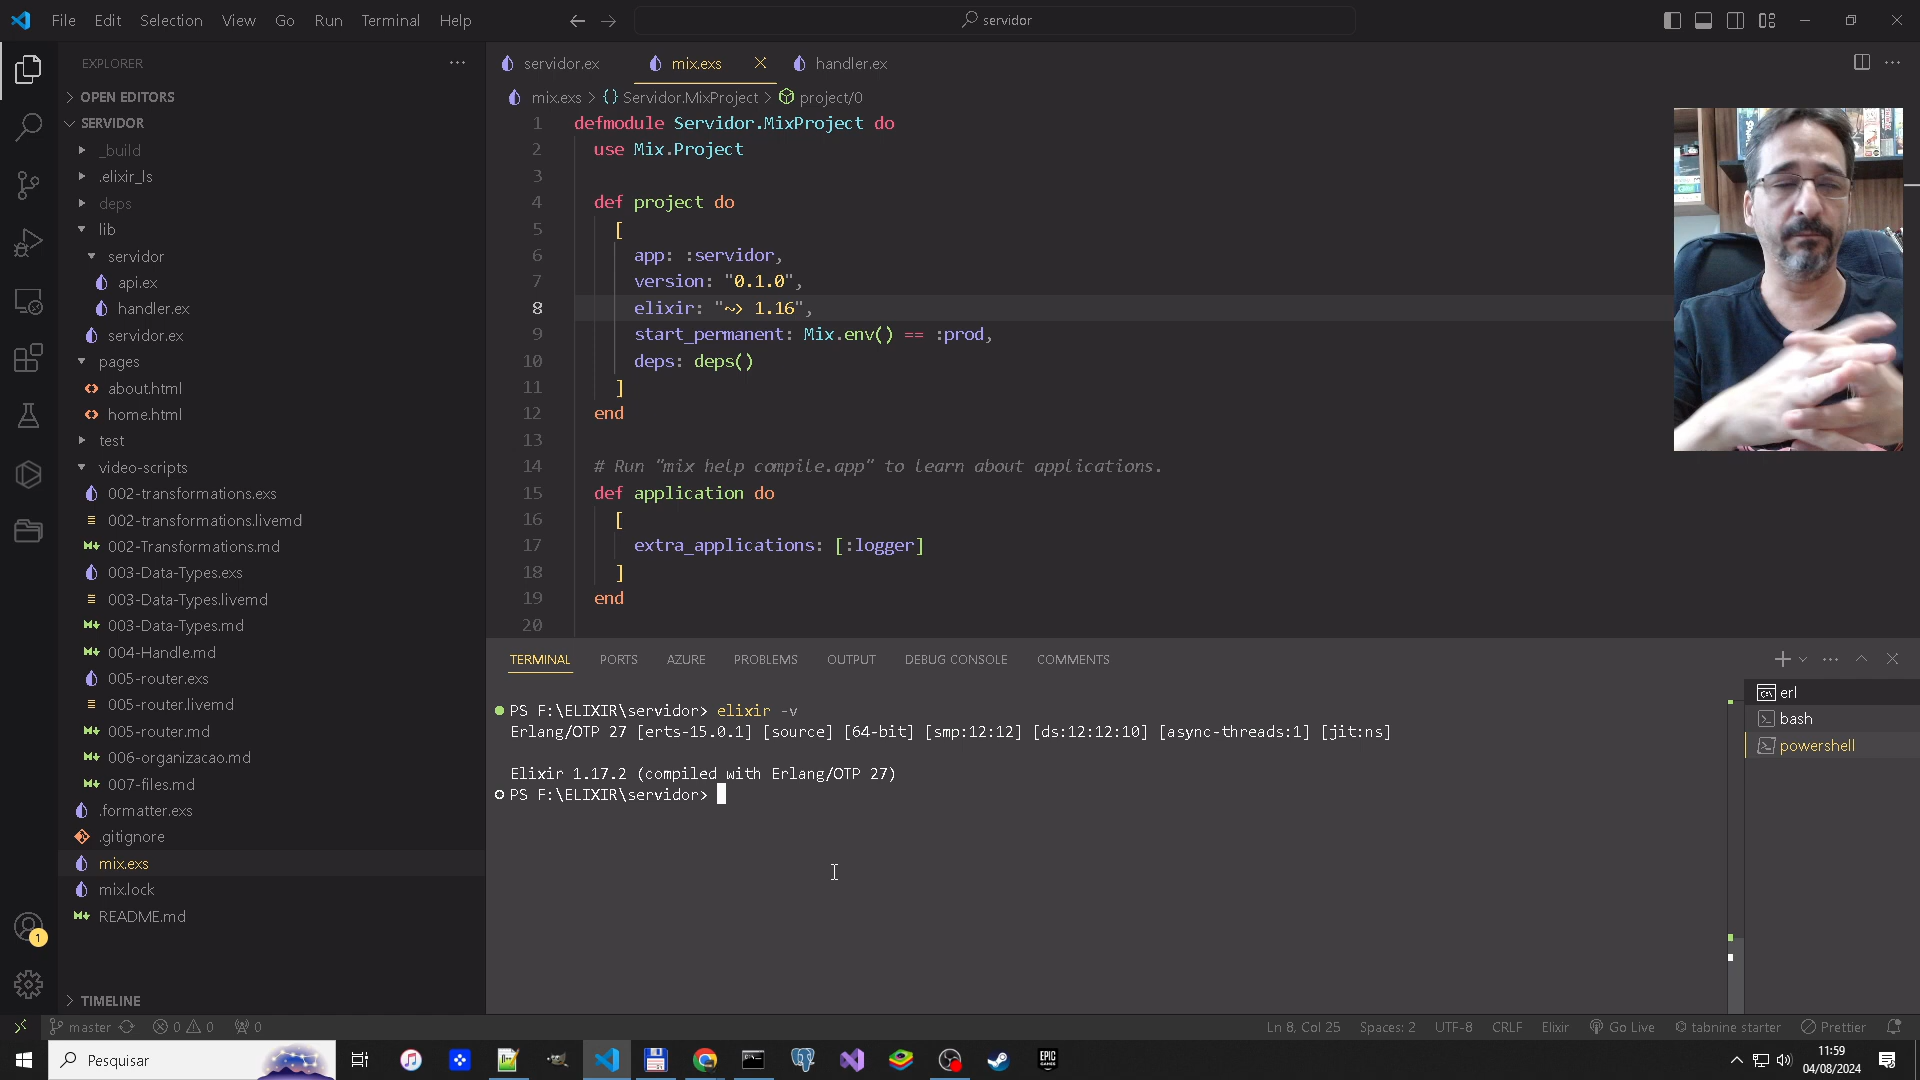 File Edit Selection View Go Run Terminal Help
servidor
EXPLORER
OPEN EDITORS
SERVIDOR
_build
.elixir_ls
deps
lib
servidor
api.ex
handler.ex
servidor.ex
pages
about.html
home.html
test
video-scripts
002-transformations.exs
002-transformations.livemd
002-Transformations.md
003-Data-Types.exs
003-Data-Types.livemd
003-Data-Types.md
004-Handle.md
005-router.exs
005-router.livemd
005-router.md
006-organizacao.md
007-files.md
.formatter.exs
.gitignore
mix.exs
mix.lock
README.md
TIMELINE
servidor.ex mix.exs handler.ex
mix.exs > {} Servidor.MixProject > project/0
1 defmodule Servidor.MixProject do
2 use Mix.Project
3
4 def project do
5 [
6 app: :servidor,
7 version: "0.1.0",
8 elixir: "~> 1.16",
9 start_permanent: Mix.env() == :prod,
10 deps: deps()
11 ]
12 end
13
14 # Run "mix help compile.app" to learn about applications.
15 def application do
16 [
17 extra_applications: [:logger]
18 ]
19 end
20
TERMINAL PORTS AZURE PROBLEMS OUTPUT DEBUG CONSOLE COMMENTS
PS F:\ELIXIR\servidor> elixir -v
Erlang/OTP 27 [erts-15.0.1] [source] [64-bit] [smp:12:12] [ds:12:12:10] [async-threads:1] [jit:ns]
Elixir 1.17.2 (compiled with Erlang/OTP 27)
PS F:\ELIXIR\servidor>
erl
bash
powershell
1
master 0 0 0
Ln 8, Col 25 Spaces: 2 UTF-8 CRLF Elixir Go Live tabnine starter Prettier
Pesquisar
EPIC GAMES
11:59
04/08/2024